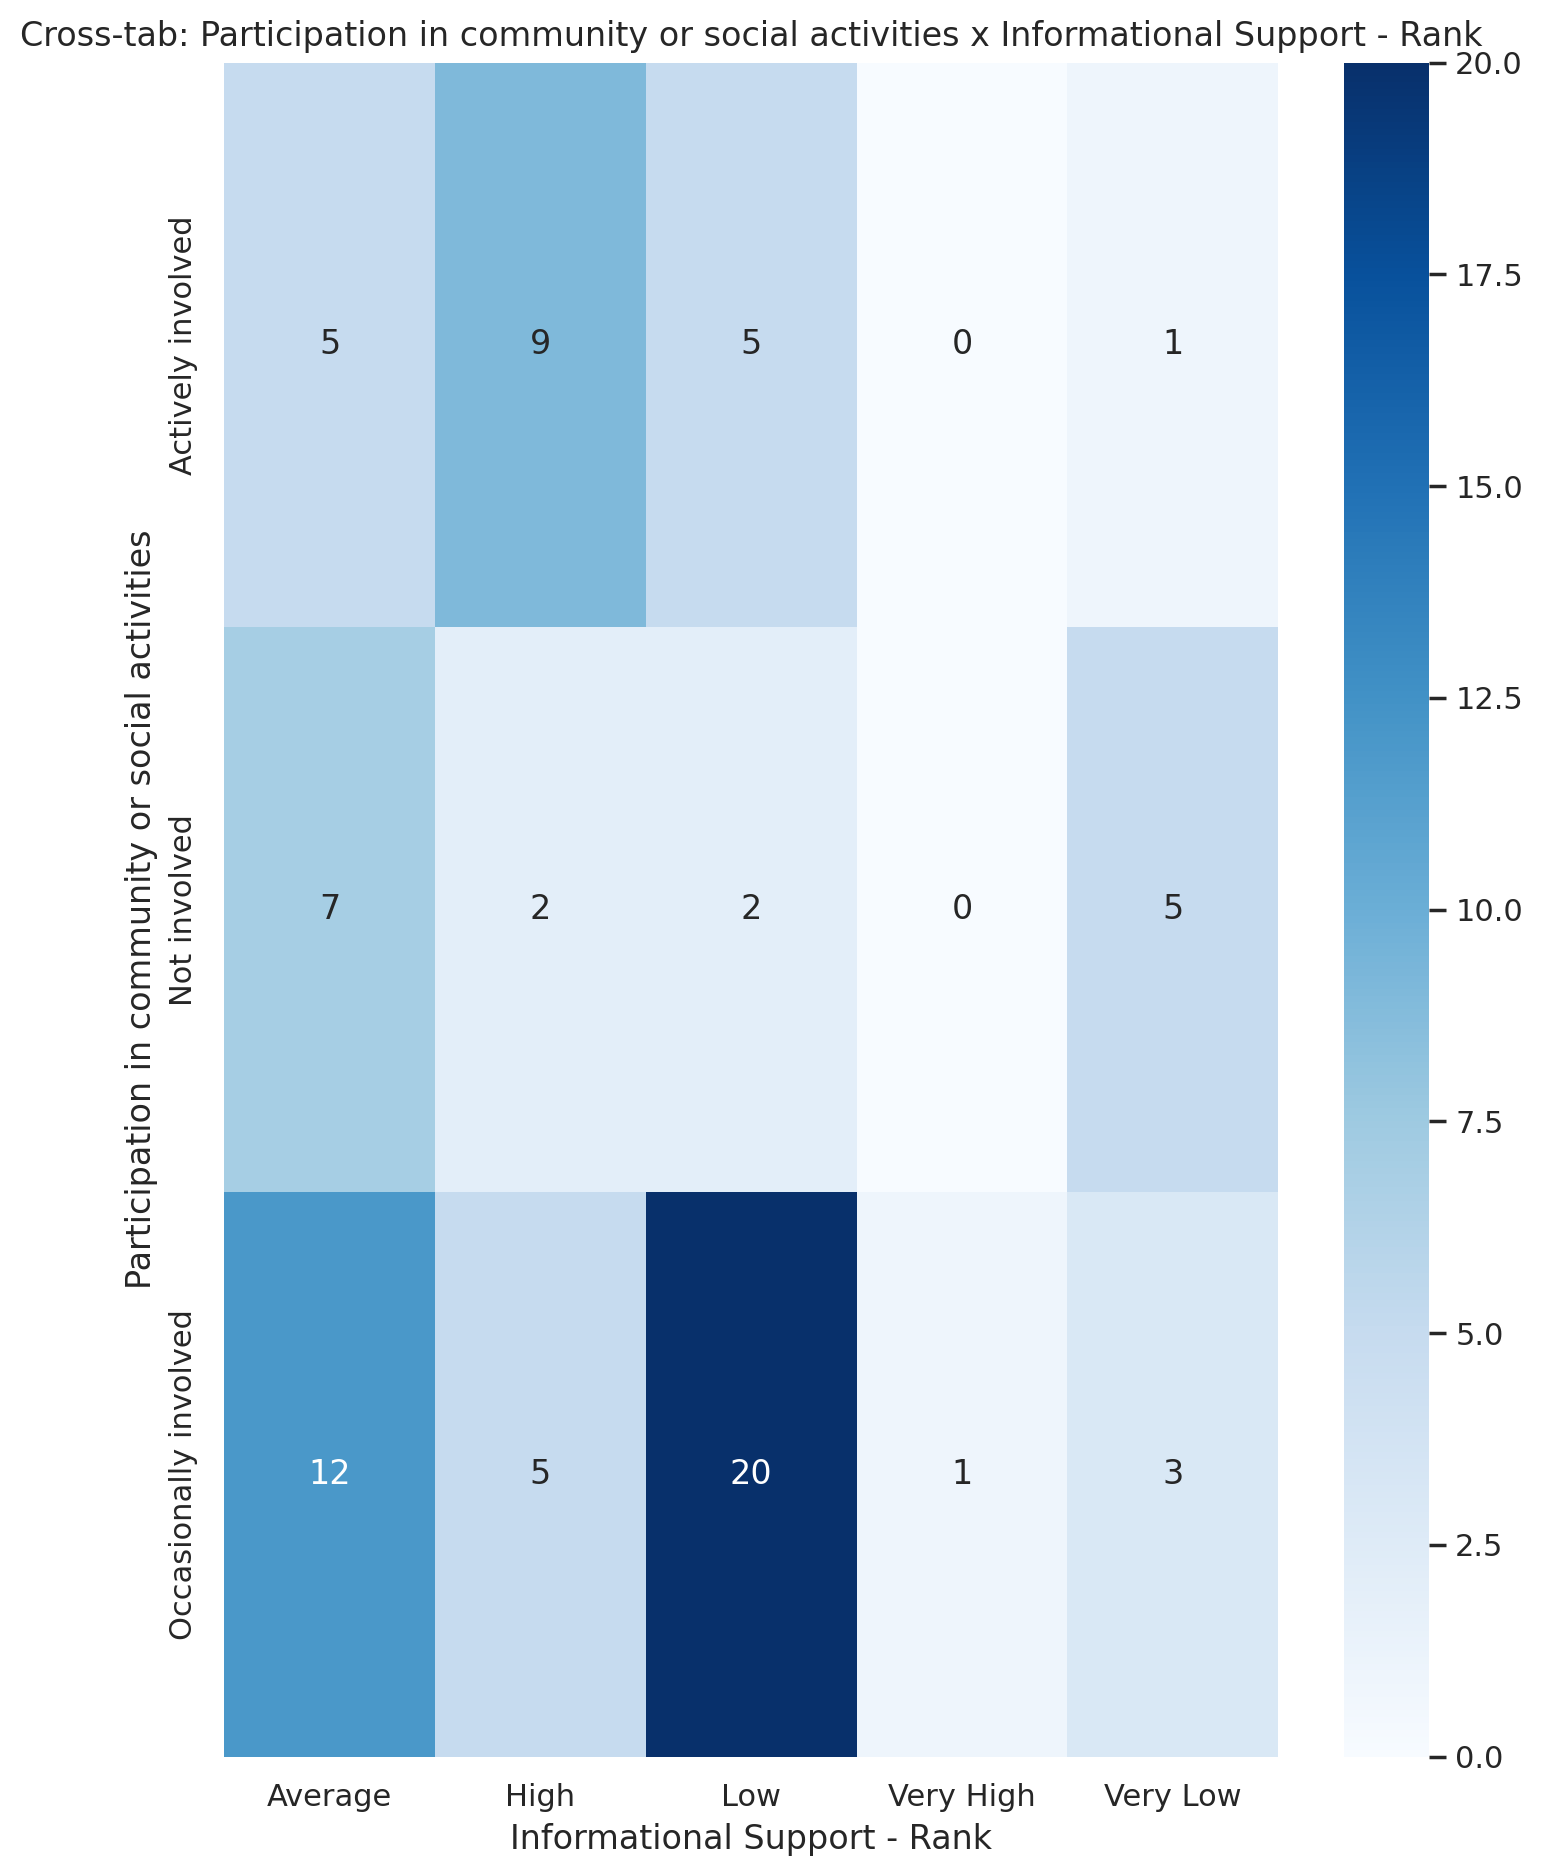 Cross-tab: Participation in community or social activities x Informational Support - Rank
Participation in community or social activities
Actively involved
5 9 5 0 1
Not involved
7 2 2 0 5
Occasionally involved
12 5 20 1 3
Average High Low Very High Very Low
Informational Support - Rank
20.0
17.5
15.0
12.5
10.0
7.5
5.0
2.5
0.0